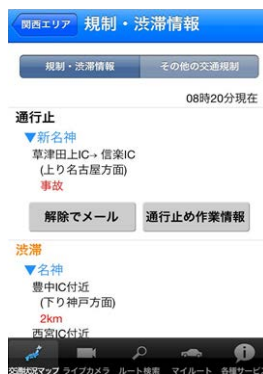 関西エリア 規制・渋滞情報
規制・渋滞情報 その他の交通規制
08時20分現在
通行止
▼新名神
草津田上IC→信楽IC
(上り名古屋方面)
事故
解除でメール 通行止め作業情報
渋滞
▼名神
豊中IC付近
(下り神戸方面)
2km
西宮IC付近
交通状況マップ ライブカメラ ルート検索 マイルート 各種サービス